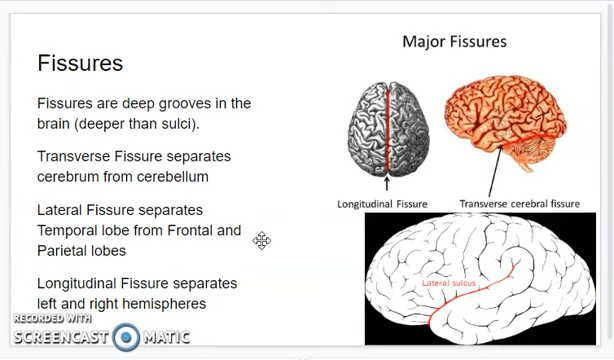 Major Fissures
Fissures
Fissures are deep grooves in the
brain (deeper than sulci).
Transverse Fissure separates
cerebrum from cerebellum
Lateral Fissure separates
Temporal lobe from Frontal and
Parietal lobes
Longitudinal Fissure separates
left and right hemispheres
Longitudinal Fissure
Transverse cerebral fissure
Lateral sulcus
RECORDED WITH
SCREENCAST MATIC